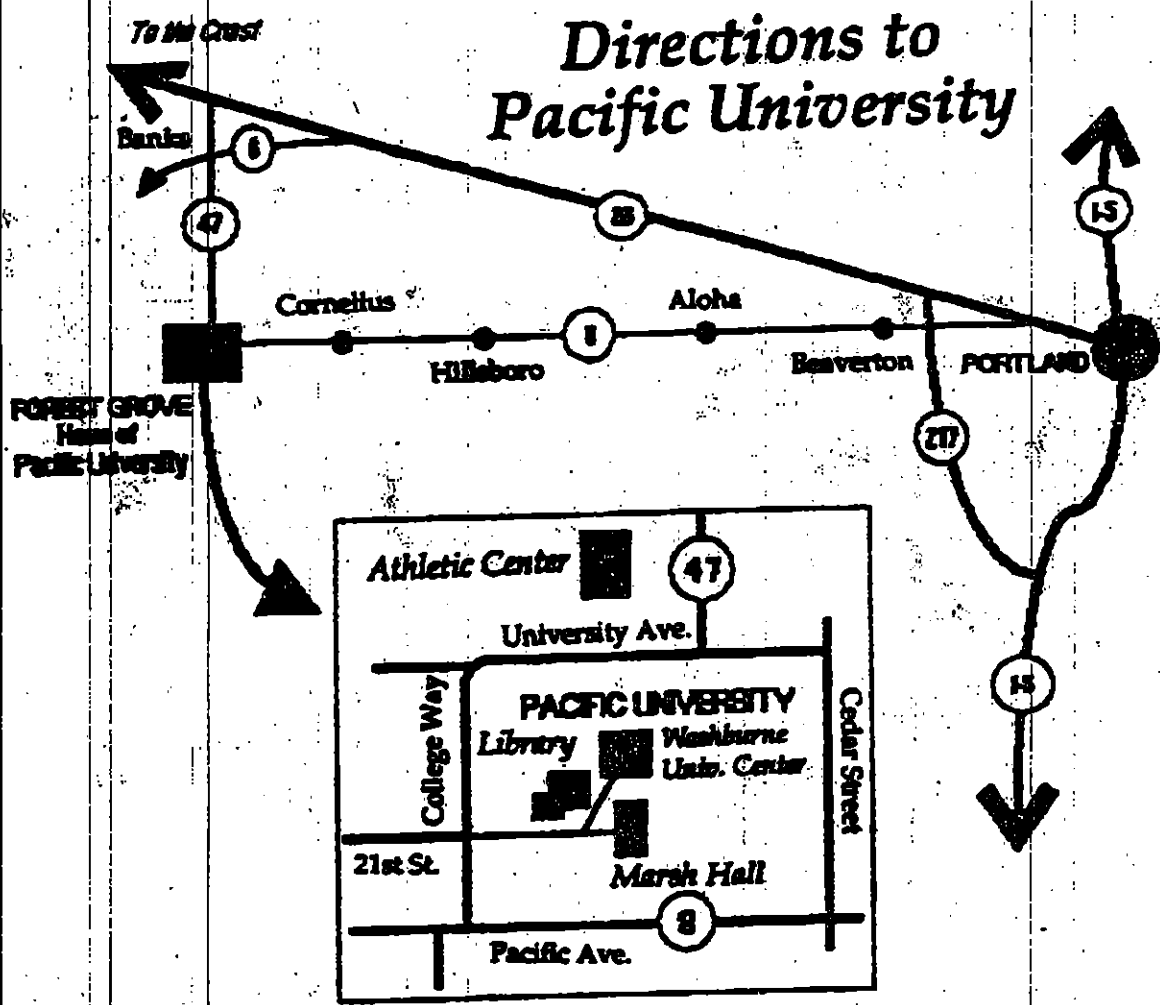 To the Coast
Directions to
Pacific University
Banks
6
47
26
I-5
Cornelius
Aloha
8
Hillsboro
Beaverton
PORTLAND
FOREST GROVE
Home of
Pacific University
217
Athletic Center
47
University Ave.
I-5
PACIFIC UNIVERSITY
College Way
Library
Washburne
Univ. Center
Cedar Street
21st St.
Marsh Hall
8
Pacific Ave.